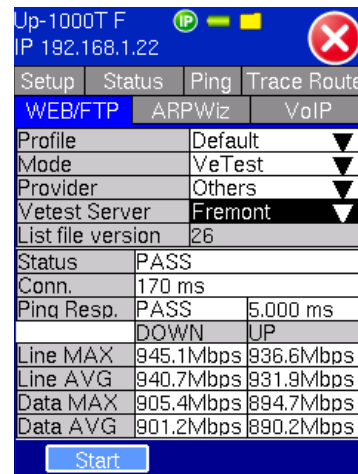 Up-1000T F IP
IP 192.168.1.22
Setup Status Ping Trace Route
WEB/FTP ARPWiz VoIP
Profile Default
Mode VeTest
Provider Others
Vetest Server Fremont
List file version 26
Status PASS
Conn. 170 ms
Ping Resp. PASS 5.000 ms
DOWN UP
Line MAX 945.1Mbps 936.6Mbps
Line AVG 940.7Mbps 931.9Mbps
Data MAX 905.4Mbps 894.7Mbps
Data AVG 901.2Mbps 890.2Mbps
Start